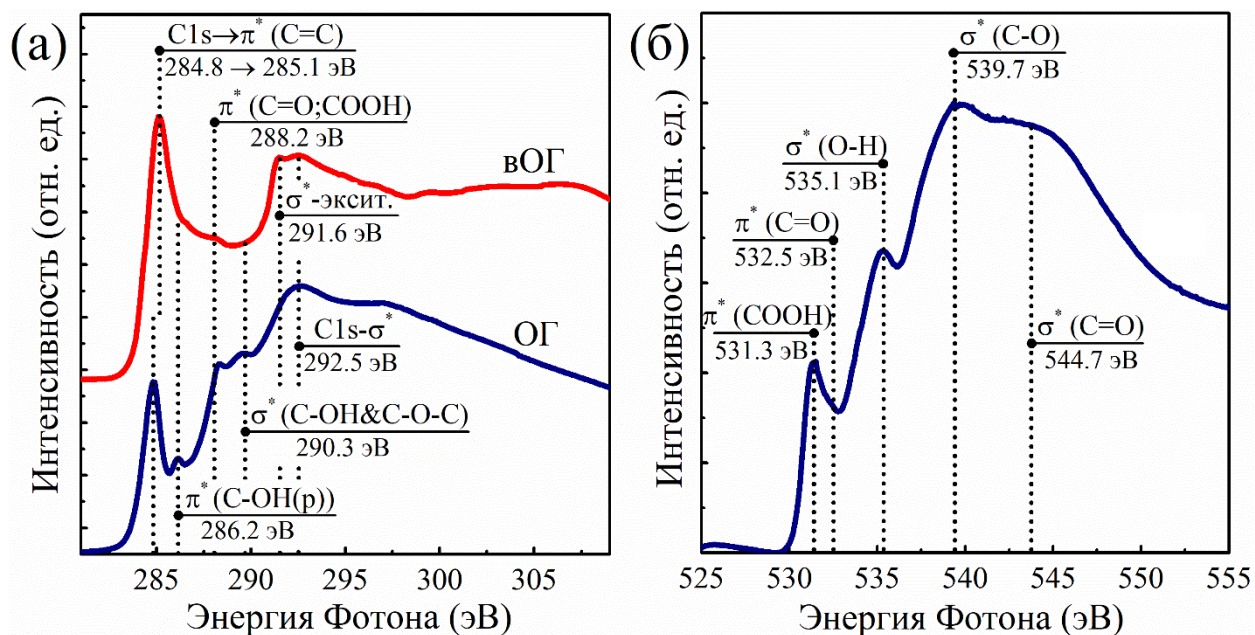 (а)
C1s→π* (C=C)
284.8 → 285.1 эВ
π* (C=O;COOH)
288.2 эВ
вОГ
σ*-эксит.
291.6 эВ
ОГ
C1s-σ*
292.5 эВ
σ* (C-OH&C-O-C)
290.3 эВ
π* (C-OH(p))
286.2 эВ
Интенсивность (отн. ед.)
285 290 295 300 305
Энергия Фотона (эВ)
(б)
σ* (C-O)
539.7 эВ
σ* (O-H)
535.1 эВ
π* (C=O)
532.5 эВ
π* (COOH)
531.3 эВ
σ* (C=O)
544.7 эВ
Интенсивность (отн. ед.)
525 530 535 540 545 550 555
Энергия Фотона (эВ)